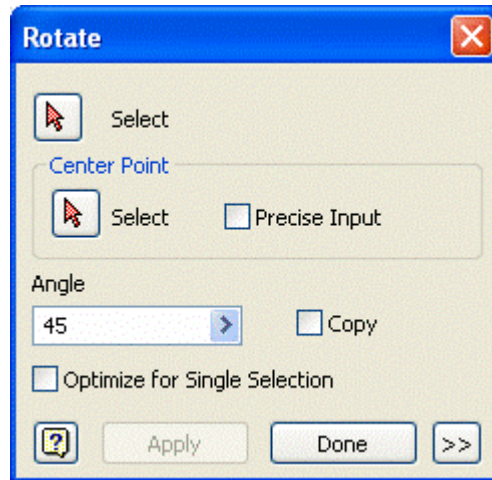 Rotate
Select
Center Point
Select Precise Input
Angle
45 Copy
Optimize for Single Selection
? Apply Done >>